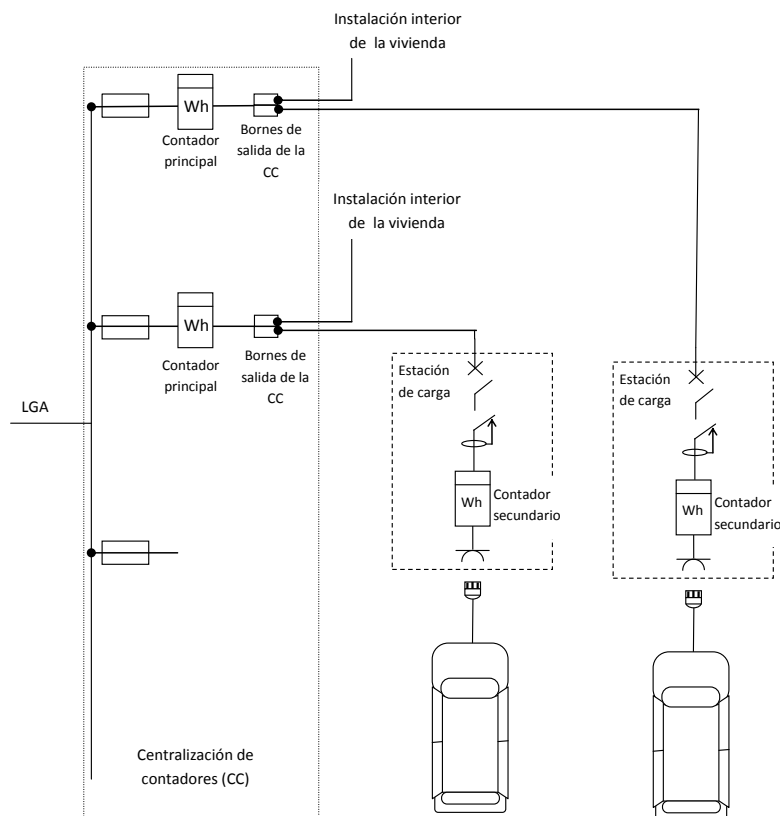 Instalación interior
de la vivienda
Wh
Contador
principal
Bornes de
salida de la
CC
Instalación interior
de la vivienda
Wh
Contador
principal
Bornes de
salida de la
CC
LGA
Estación
de carga
Wh
Contador
secundario
Estación
de carga
Wh
Contador
secundario
Centralización de
contadores (CC)